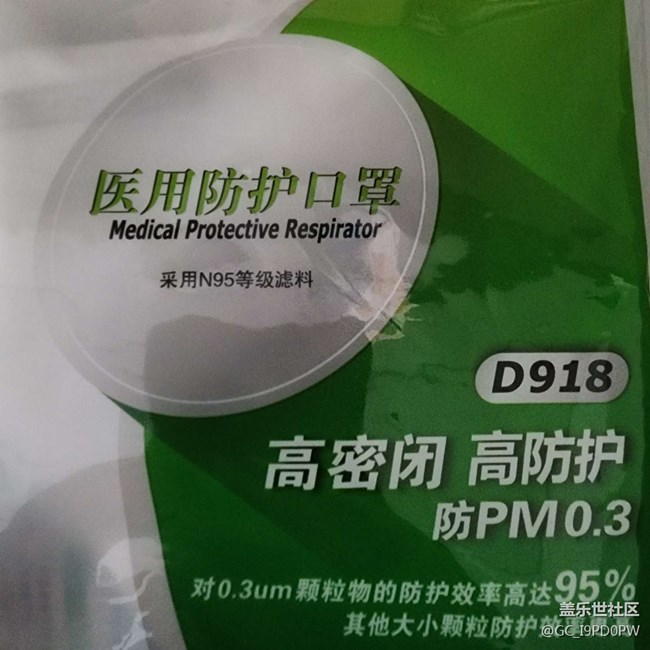 医用防护口罩
Medical Protective Respirator
采用N95等级滤料
D918
高密闭 高防护
防PM0.3
对0.3um颗粒物的防护效率高达95%
其他大小颗粒防护效率
盖乐世社区
@GC_I9PD0PW